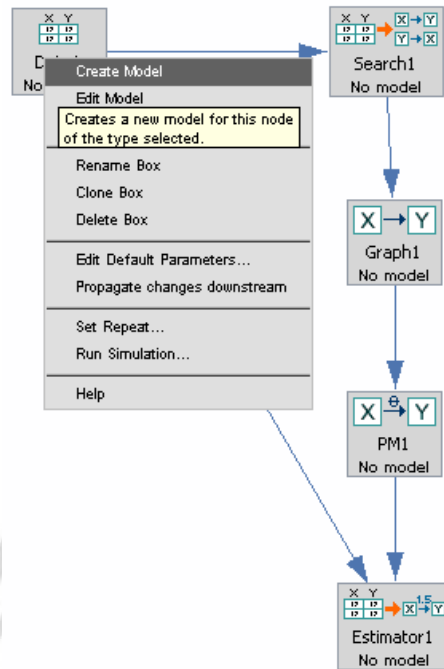 X Y
X Y
X Y
Y X
D
Search1
No
No model
Create Model
Edit Model
Creates a new model for this node
of the type selected.
Rename Box
Clone Box
Delete Box
Edit Default Parameters...
Propagate changes downstream
Set Repeat...
Run Simulation...
Help
X Y
Graph1
No model
X θ Y
PM1
No model
X Y
X 1.5 Y
Estimator1
No model